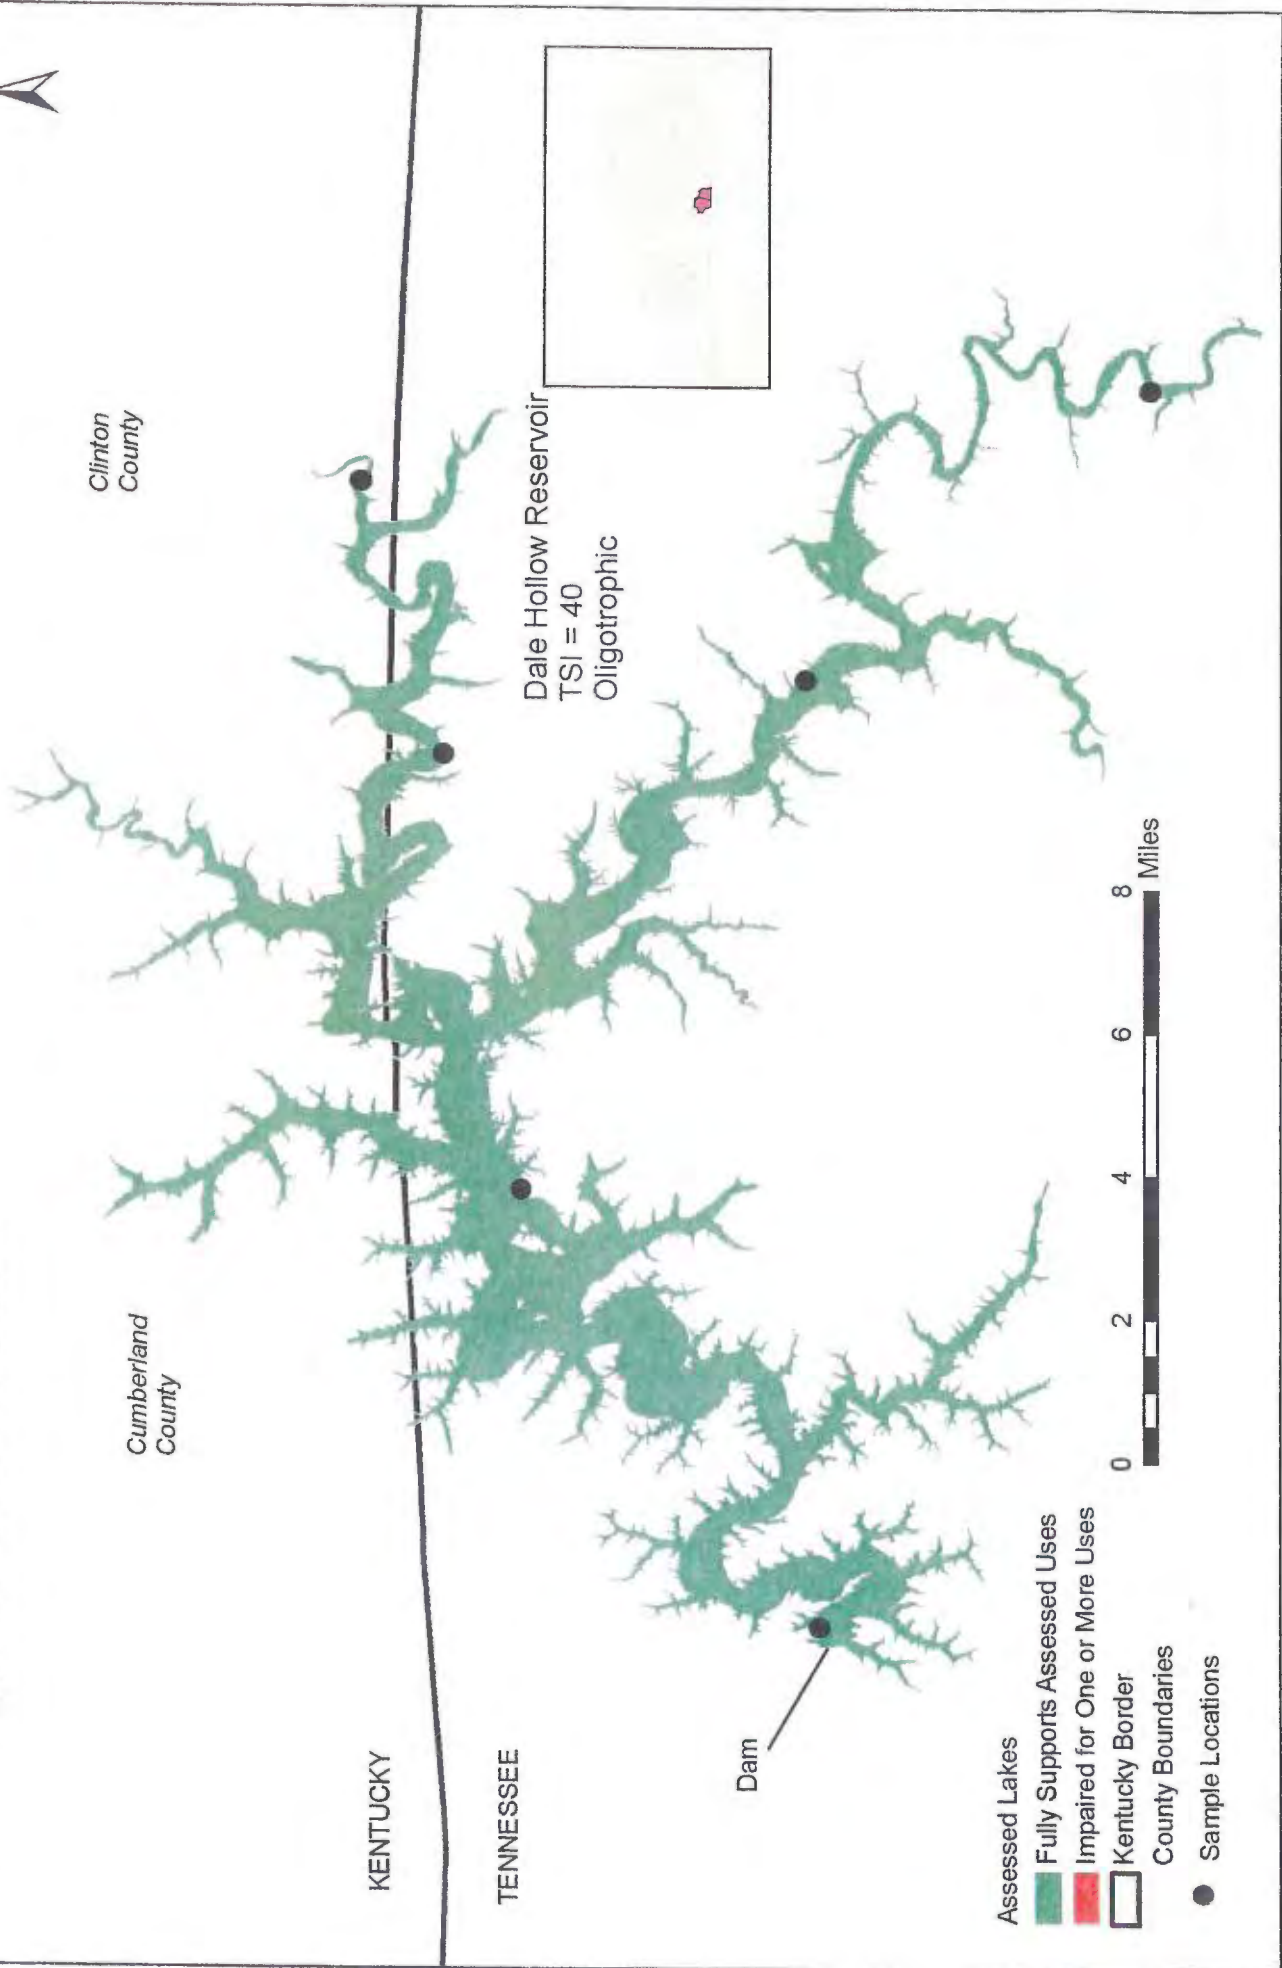 Clinton
County
Cumberland
County
KENTUCKY
TENNESSEE
Dale Hollow Reservoir
TSI = 40
Oligotrophic
Dam
Assessed Lakes
Fully Supports Assessed Uses
Impaired for One or More Uses
Kentucky Border
County Boundaries
Sample Locations
0 2 4 6 8 Miles